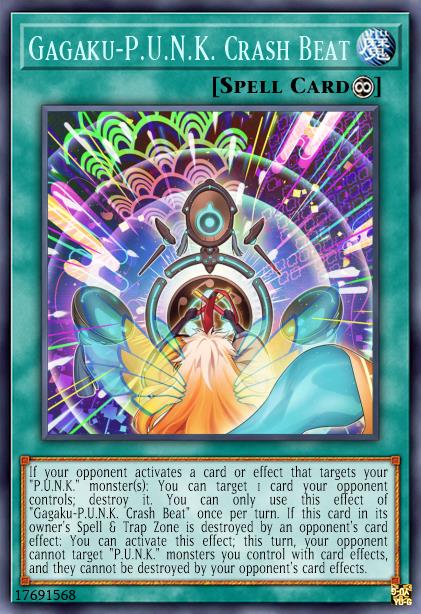 GAGAKU-P.U.N.K. CRASH BEAT
魔
[SPELL CARD]
If your opponent activates a card or effect that targets your
"P.U.N.K." monster(s): You can target 1 card your opponent
controls; destroy it. You can only use this effect of
"Gagaku-P.U.N.K. Crash Beat" once per turn. If this card in its
owner's Spell & Trap Zone is destroyed by an opponent's card
effect: You can activate this effect; this turn, your opponent
cannot target "P.U.N.K." monsters you control with card effects,
and they cannot be destroyed by your opponent's card effects.
17691568